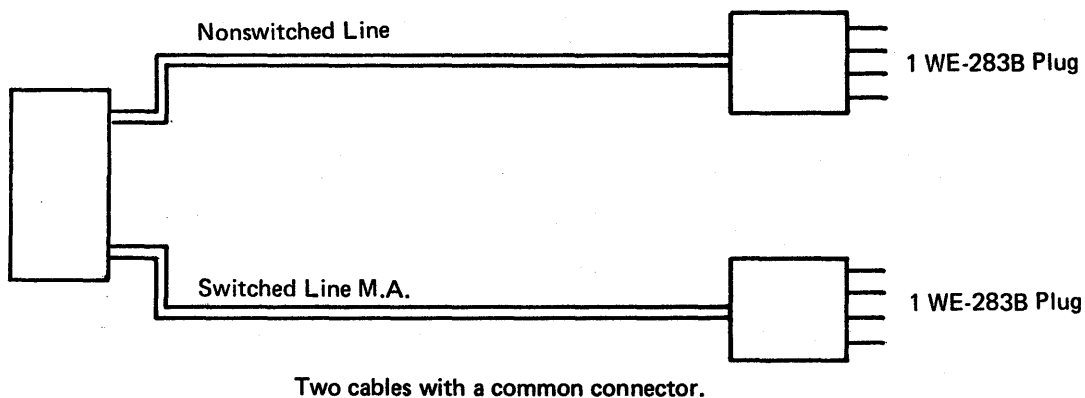 Nonswitched Line
1 WE-283B Plug
Switched Line M.A.
1 WE-283B Plug
Two cables with a common connector.